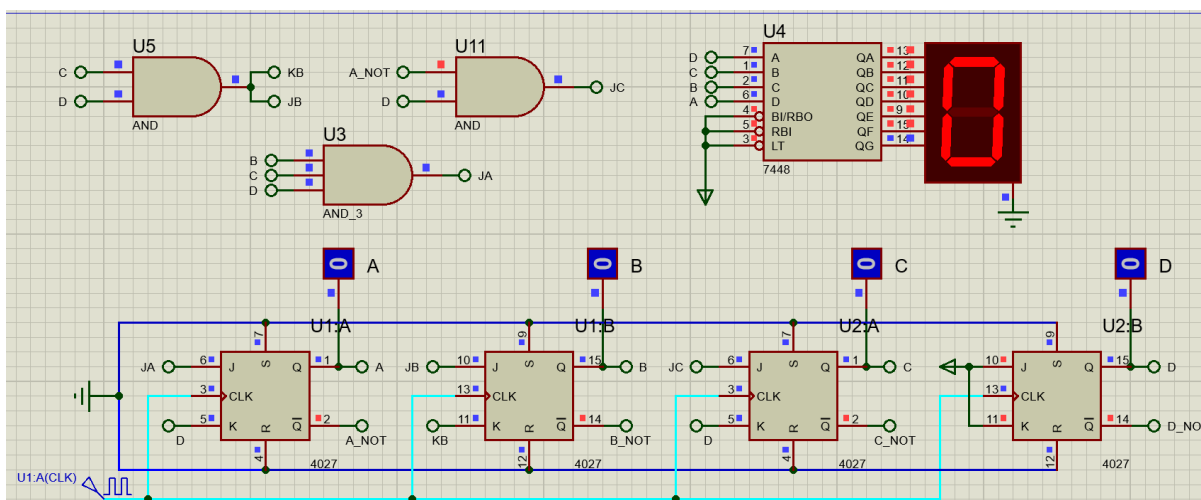 U5
C
D
KB
JB
AND
U11
A_NOT
D
JC
AND
U3
B
C
D
JA
AND_3
U4
D 7 A QA 13
C 1 B QB 12
B 2 C QC 11
A 6 D QD 10
4 BI/RBO QE 9
5 RBI QF 15
3 LT QG 14
7448
0
0 A
0 B
0 C
0 D
U1:A
U1:B
U2:A
U2:B
7
9
7
9
JA 6 J S Q 1 A
3 CLK
D 5 K R Q 2 A_NOT
4
4027
JB 10 J S Q 15 B
13 CLK
KB 11 K R Q 14 B_NOT
12
4027
JC 6 J S Q 1 C
3 CLK
D 5 K R Q 2 C_NOT
4
4027
10 J S Q 15 D
13 CLK
11 K R Q 14 D_NO
12
4027
U1:A(CLK)